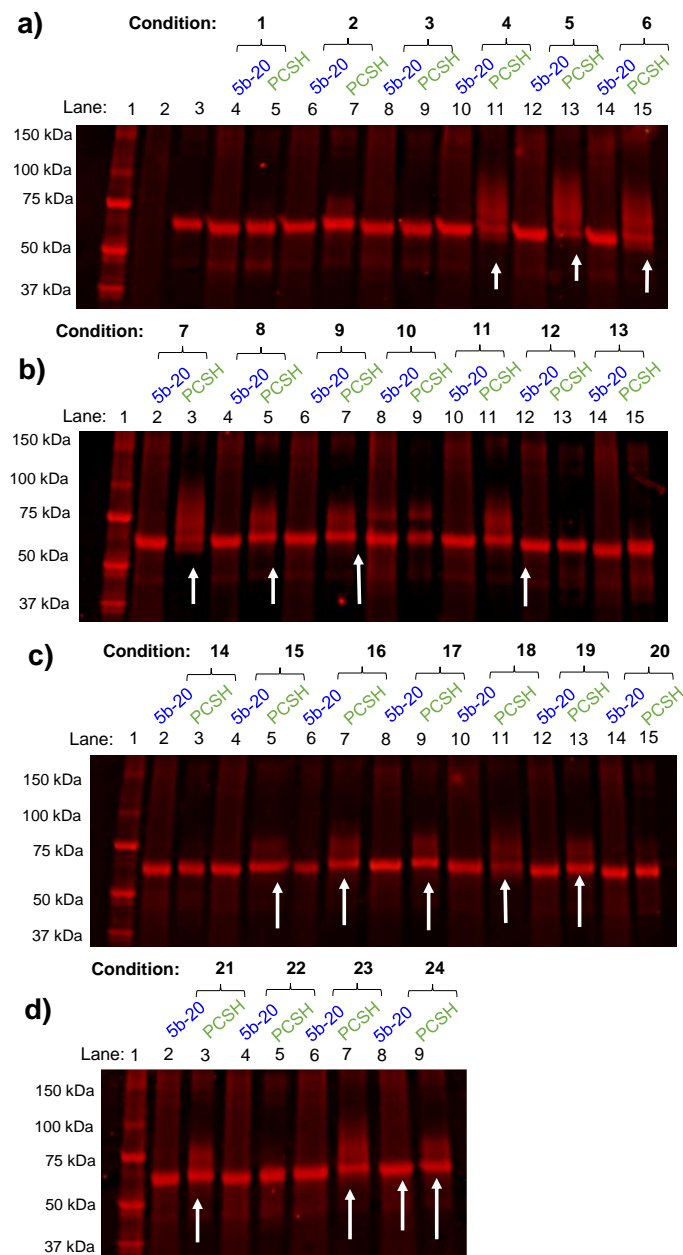 a)
Condition: 1 2 3 4 5 6
5b-20 PCSH 5b-20 PCSH 5b-20 PCSH 5b-20 PCSH 5b-20 PCSH 5b-20 PCSH
Lane: 1 2 3 4 5 6 7 8 9 10 11 12 13 14 15
150 kDa
100 kDa
75 kDa
50 kDa
37 kDa
Condition: 7 8 9 10 11 12 13
b)
5b-20 PCSH 5b-20 PCSH 5b-20 PCSH 5b-20 PCSH 5b-20 PCSH 5b-20 PCSH 5b-20 PCSH
Lane: 1 2 3 4 5 6 7 8 9 10 11 12 13 14 15
150 kDa
100 kDa
75 kDa
50 kDa
37 kDa
c)
Condition: 14 15 16 17 18 19 20
5b-20 PCSH 5b-20 PCSH 5b-20 PCSH 5b-20 PCSH 5b-20 PCSH 5b-20 PCSH 5b-20 PCSH
Lane: 1 2 3 4 5 6 7 8 9 10 11 12 13 14 15
150 kDa
100 kDa
75 kDa
50 kDa
37 kDa
Condition: 21 22 23 24
d)
5b-20 PCSH 5b-20 PCSH 5b-20 PCSH 5b-20 PCSH
Lane: 1 2 3 4 5 6 7 8 9
150 kDa
100 kDa
75 kDa
50 kDa
37 kDa